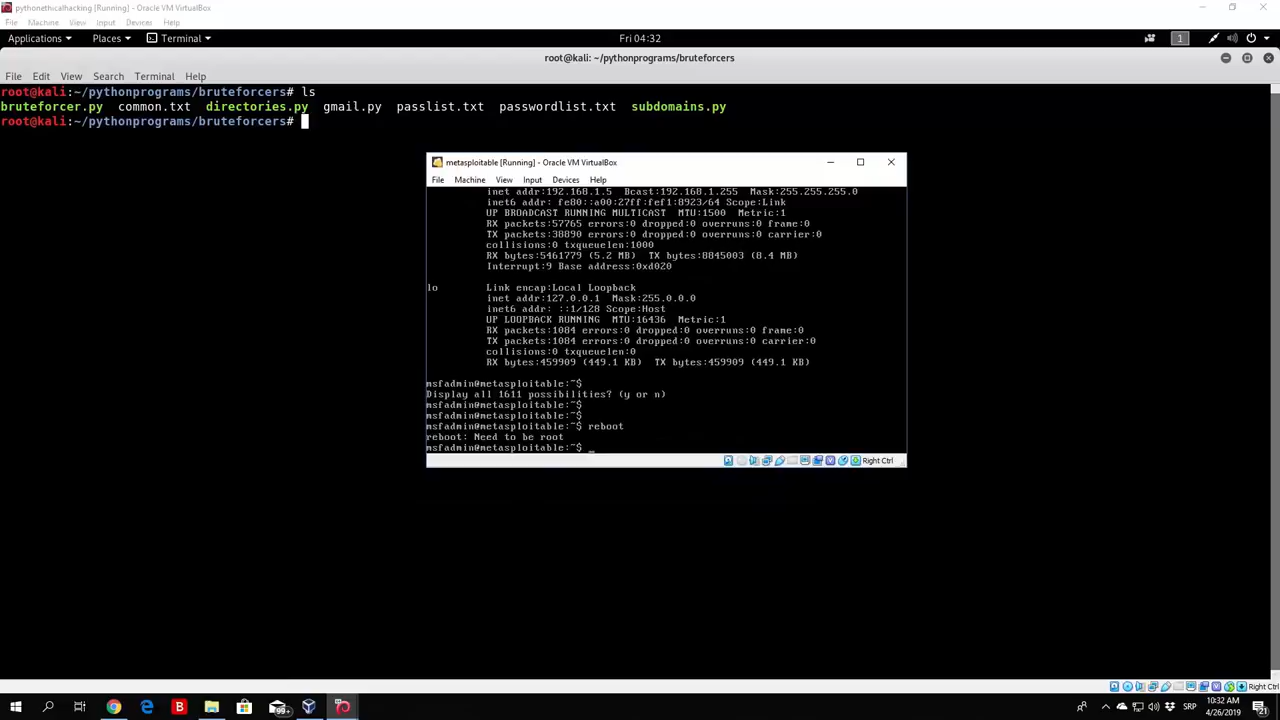 pythonethicalhacking [Running] - Oracle VM VirtualBox
File Machine View Input Devices Help
Applications Places Terminal Fri 04:32 1
root@kali: ~/pythonprograms/bruteforcers
File Edit View Search Terminal Help
root@kali:~/pythonprograms/bruteforcers# ls
bruteforcer.py common.txt directories.py gmail.py passlist.txt passwordlist.txt subdomains.py
root@kali:~/pythonprograms/bruteforcers#
metasploitable [Running] - Oracle VM VirtualBox
File Machine View Input Devices Help
inet addr:192.168.1.5 Bcast:192.168.1.255 Mask:255.255.255.0
inet6 addr: fe80::a00:27ff:fef1:8923/64 Scope:Link
UP BROADCAST RUNNING MULTICAST MTU:1500 Metric:1
RX packets:57765 errors:0 dropped:0 overruns:0 frame:0
TX packets:38890 errors:0 dropped:0 overruns:0 carrier:0
collisions:0 txqueuelen:1000
RX bytes:5461779 (5.2 MB) TX bytes:8845003 (8.4 MB)
Interrupt:9 Base address:0xd020
lo Link encap:Local Loopback
inet addr:127.0.0.1 Mask:255.0.0.0
inet6 addr: ::1/128 Scope:Host
UP LOOPBACK RUNNING MTU:16436 Metric:1
RX packets:1084 errors:0 dropped:0 overruns:0 frame:0
TX packets:1084 errors:0 dropped:0 overruns:0 carrier:0
collisions:0 txqueuelen:0
RX bytes:459909 (449.1 KB) TX bytes:459909 (449.1 KB)
msfadmin@metasploitable:~$
Display all 1611 possibilities? (y or n)
msfadmin@metasploitable:~$
msfadmin@metasploitable:~$
msfadmin@metasploitable:~$ reboot
reboot: Need to be root
msfadmin@metasploitable:~$ _
Right Ctrl
Right Ctrl
B 99+ SRP 10:32 AM
4/26/2019 21